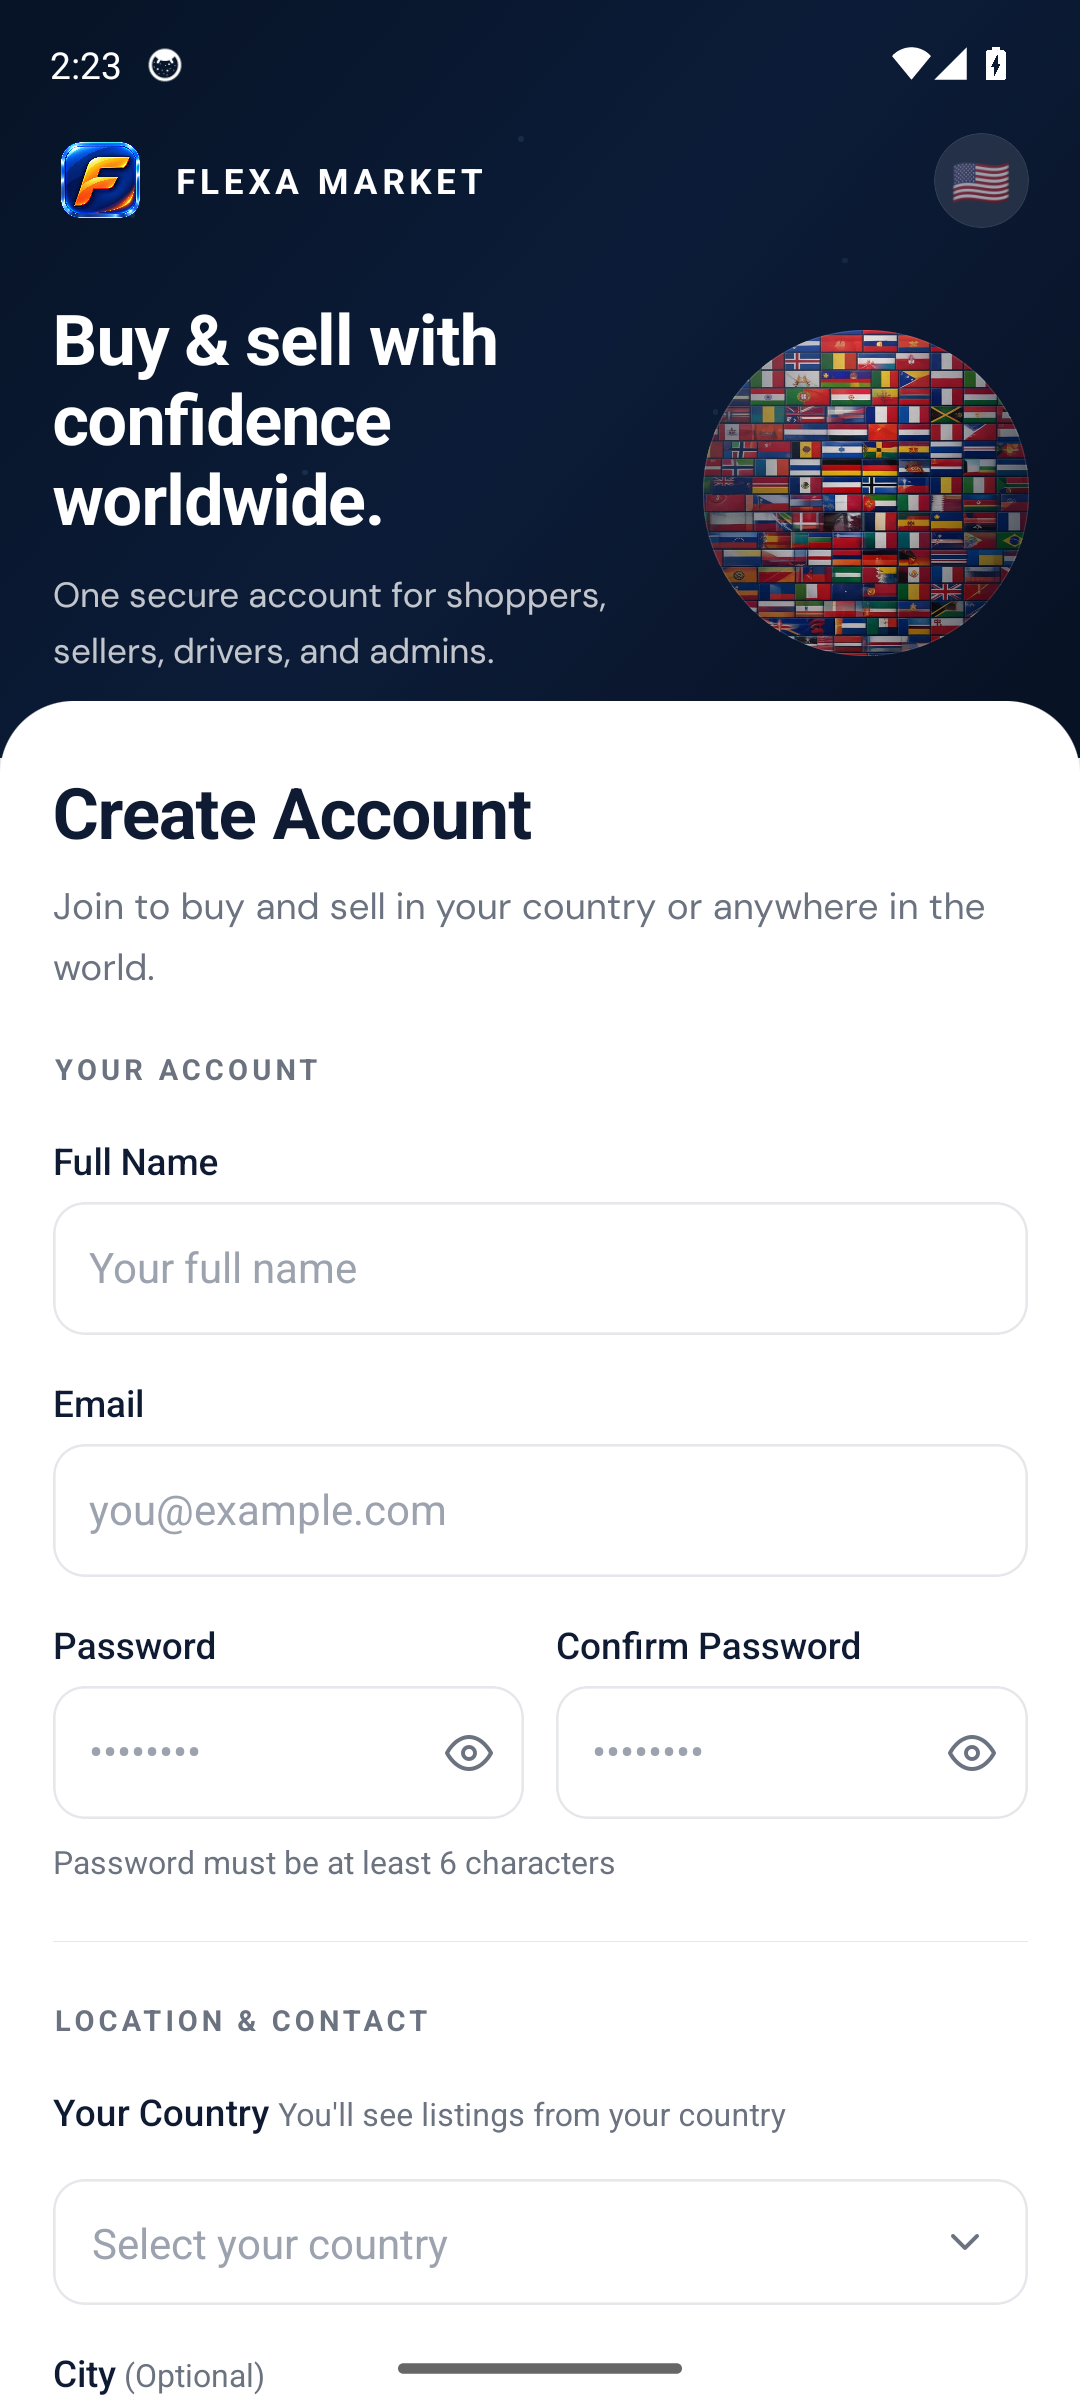 2:23
FLEXA MARKET
Buy & sell with
confidence
worldwide.
One secure account for shoppers,
sellers, drivers, and admins.
Create Account
Join to buy and sell in your country or anywhere in the
world.
YOUR ACCOUNT
Full Name
Your full name
Email
you@example.com
Password Confirm Password
•••••••• ••••••••
Password must be at least 6 characters
LOCATION & CONTACT
Your Country You'll see listings from your country
Select your country
City (Optional)